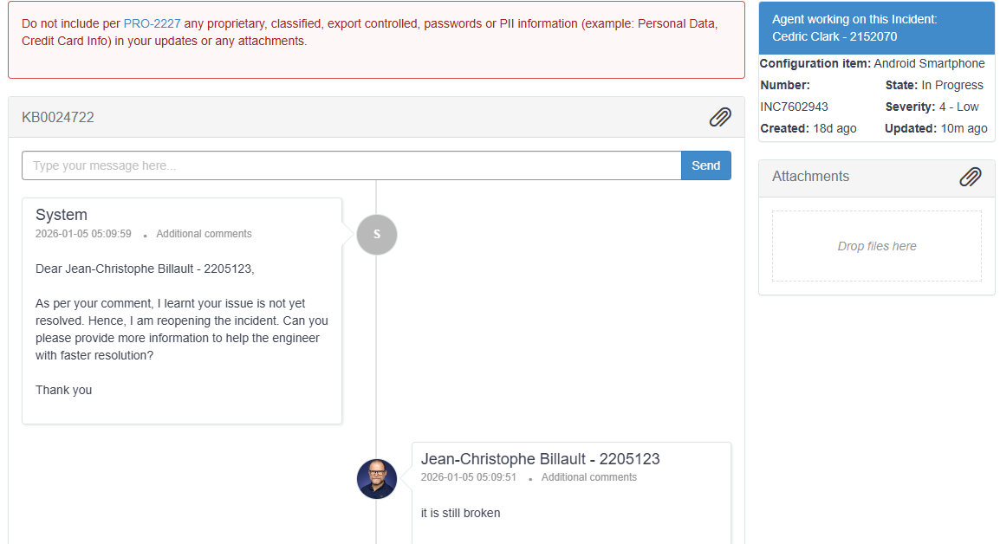 Do not include per PRO-2227 any proprietary, classified, export controlled, passwords or PII information (example: Personal Data,
Credit Card Info) in your updates or any attachments.
KB0024722
Type your message here...
Send
System
2026-01-05 05:09:59 • Additional comments
S
Dear Jean-Christophe Billault - 2205123,
As per your comment, I learnt your issue is not yet
resolved. Hence, I am reopening the incident. Can you
please provide more information to help the engineer
with faster resolution?
Thank you
Jean-Christophe Billault - 2205123
2026-01-05 05:09:51 • Additional comments
it is still broken
Agent working on this Incident:
Cedric Clark - 2152070
Configuration item: Android Smartphone
Number:
State: In Progress
INC7602943
Severity: 4 - Low
Created: 18d ago
Updated: 10m ago
Attachments
Drop files here